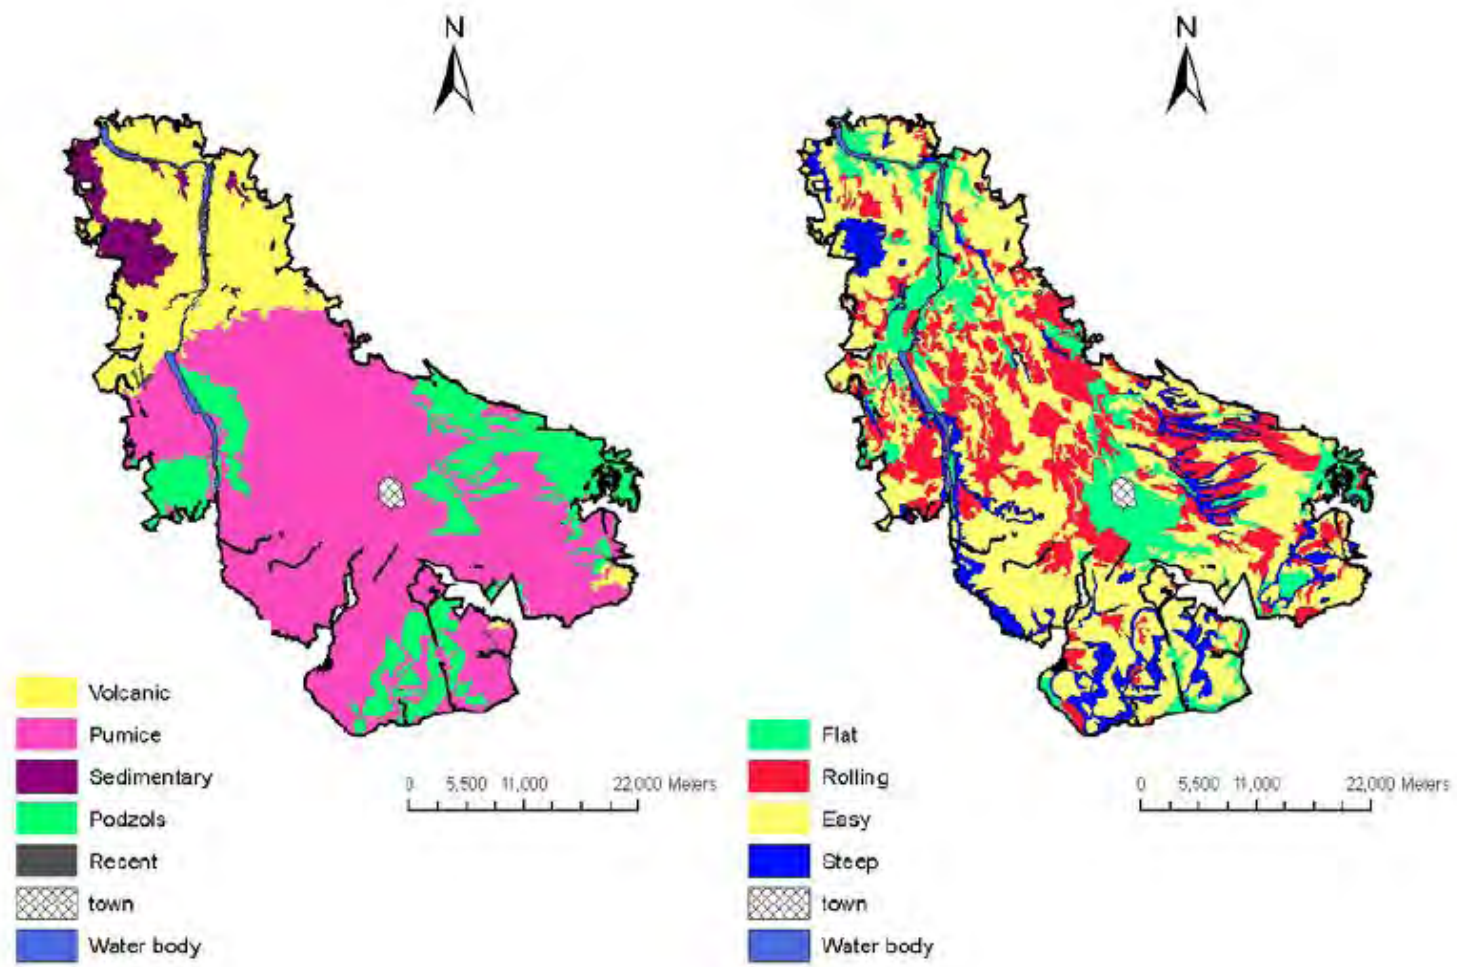 N
N
Volcanic
Pumice
Sedimentary
Podzols
Recent
town
Water body
0 5,500 11,000 22,000 Meters
Flat
Rolling
Easy
Steep
town
Water body
0 5,500 11,000 22,000 Meters